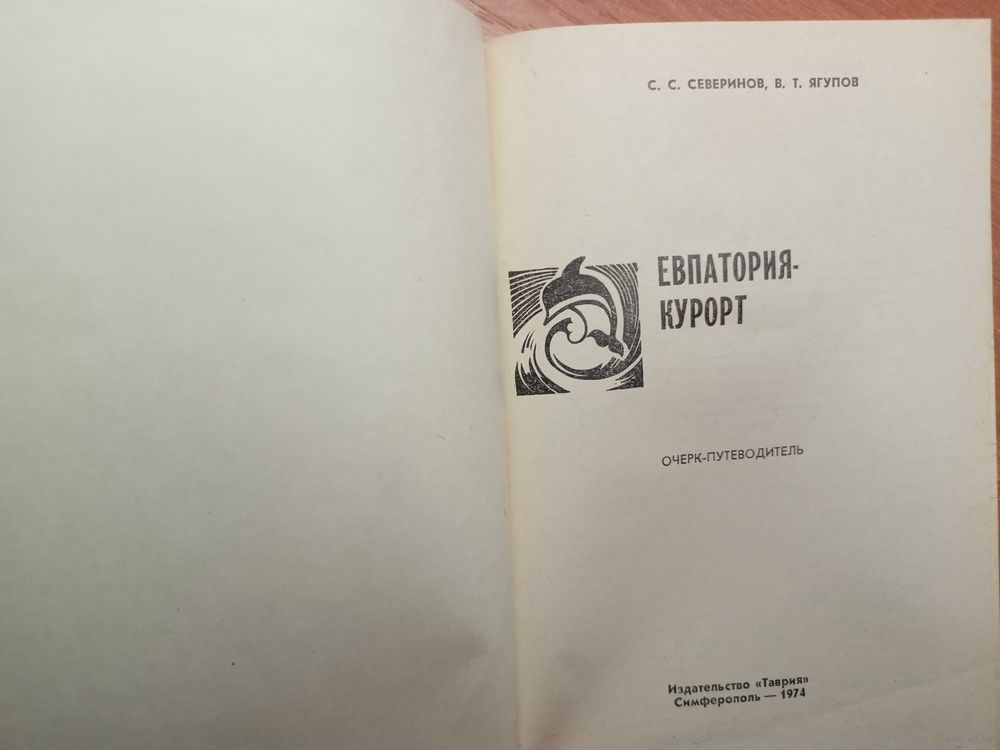 С. С. СЕВЕРИНОВ, В. Т. ЯГУПОВ
ЕВПАТОРИЯ-
КУРОРТ
ОЧЕРК-ПУТЕВОДИТЕЛЬ
Издательство «Таврия»
Симферополь — 1974